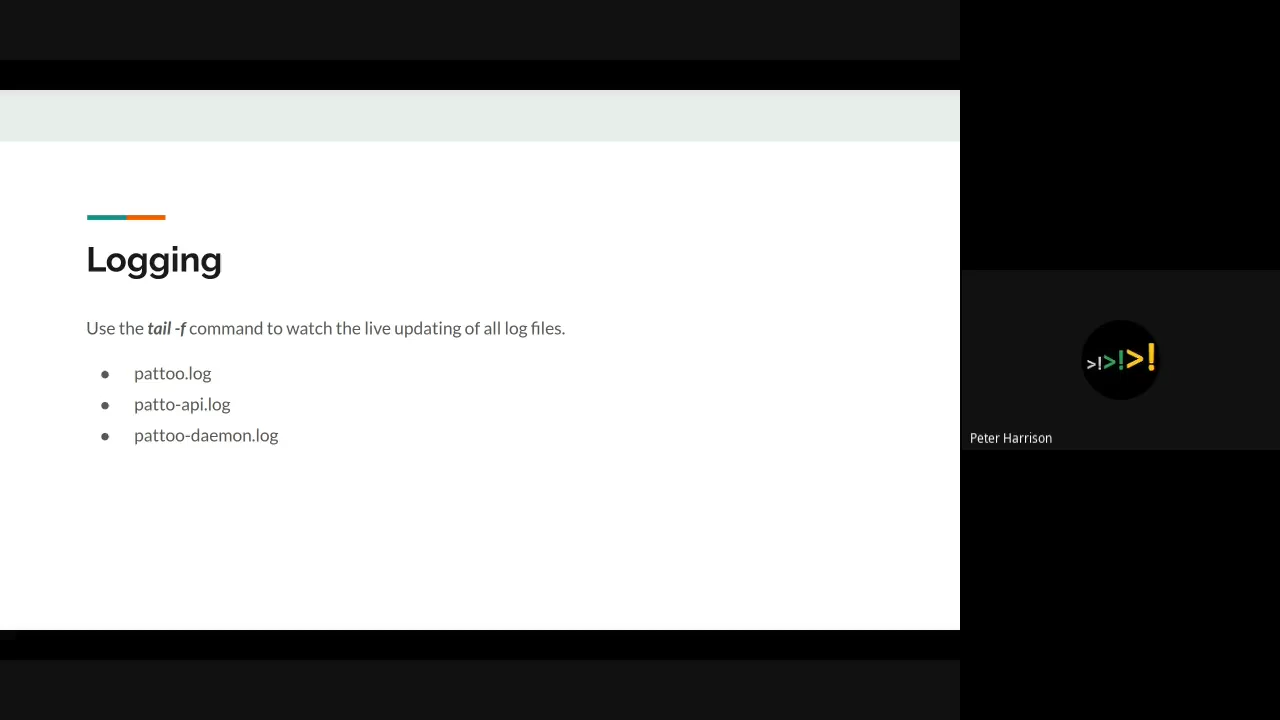 Logging
Use the tail -f command to watch the live updating of all log files.
● pattoo.log
● patto-api.log
● pattoo-daemon.log
>!>!>!
Peter Harrison